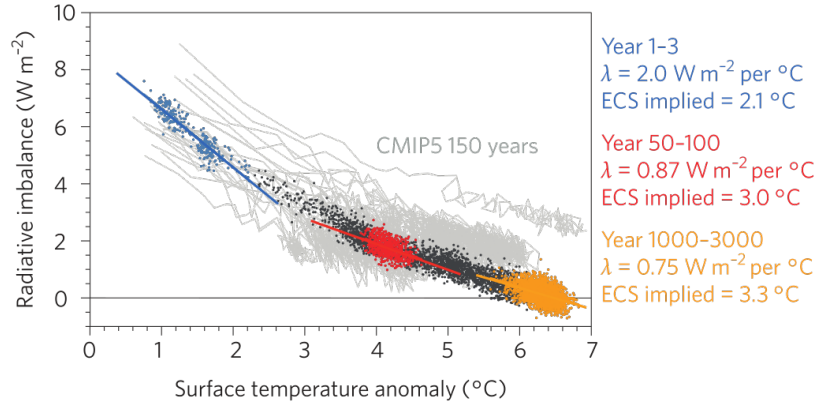 10
8
6
4
2
0
Radiative imbalance (W m⁻²)
CMIP5 150 years
0 1 2 3 4 5 6 7
Surface temperature anomaly (°C)
Year 1–3
λ = 2.0 W m⁻² per °C
ECS implied = 2.1 °C
Year 50–100
λ = 0.87 W m⁻² per °C
ECS implied = 3.0 °C
Year 1000–3000
λ = 0.75 W m⁻² per °C
ECS implied = 3.3 °C